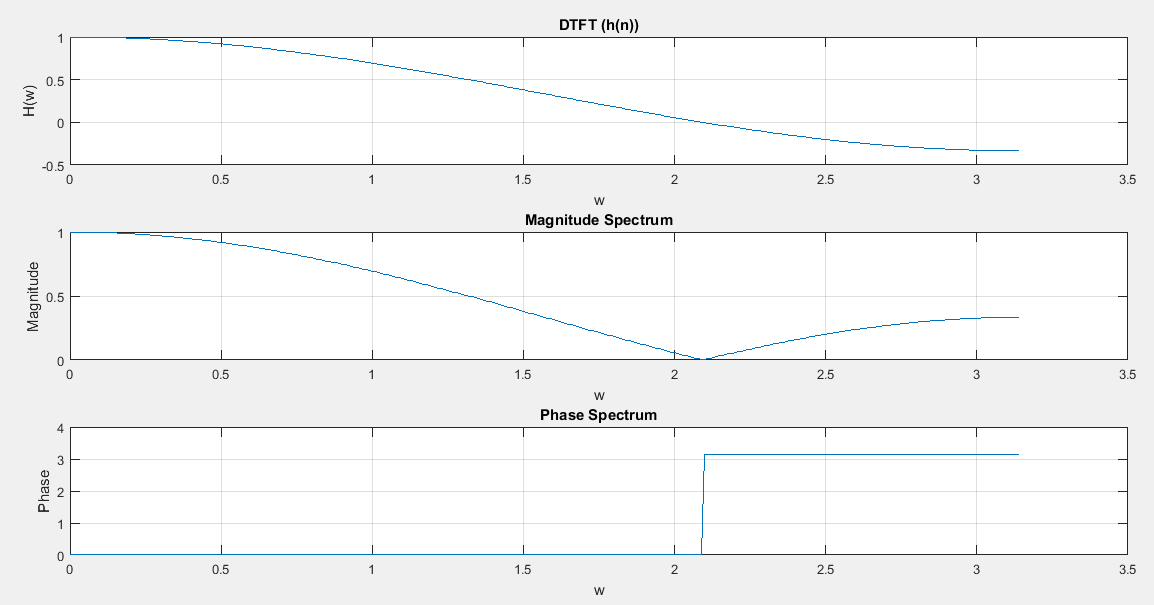 DTFT (h(n))
1
0.5
0
-0.5
H(w)
0 0.5 1 1.5 2 2.5 3 3.5
w
Magnitude Spectrum
1
0.5
0
Magnitude
0 0.5 1 1.5 2 2.5 3 3.5
w
Phase Spectrum
4
3
2
1
0
Phase
0 0.5 1 1.5 2 2.5 3 3.5
w